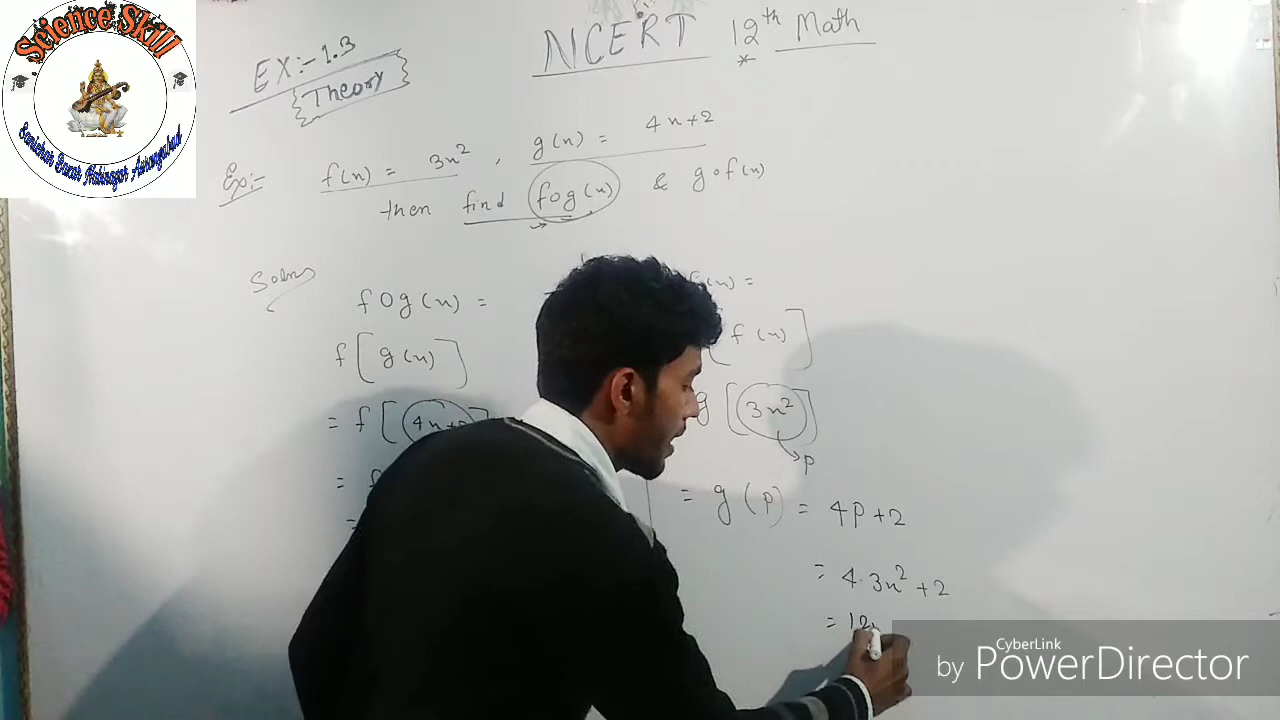 Science Skill
NCERT 12th Math
*
EX:- 1.3
Theory
Ex:- f(x) = 3x², g(x) = 4x+2
then find fog(x) & gof(x)
Soln
fog(x) =
f[g(x)]
= f[(4x+2)]
=
=
f(x) =
[f(x)]
g[3x²]
p
= g(p) = 4p+2
= 4.3x²+2
= 12
CyberLink
by PowerDirector